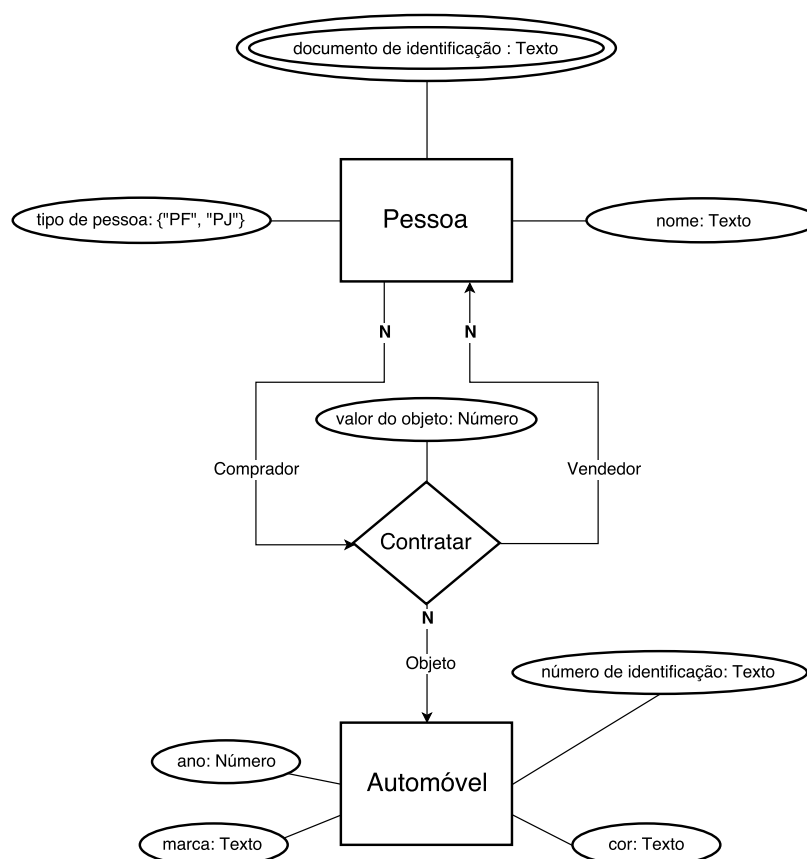 documento de identificação : Texto
tipo de pessoa: {"PF", "PJ"}
Pessoa
nome: Texto
N
N
valor do objeto: Número
Comprador
Vendedor
Contratar
N
Objeto
número de identificação: Texto
ano: Número
Automóvel
marca: Texto
cor: Texto